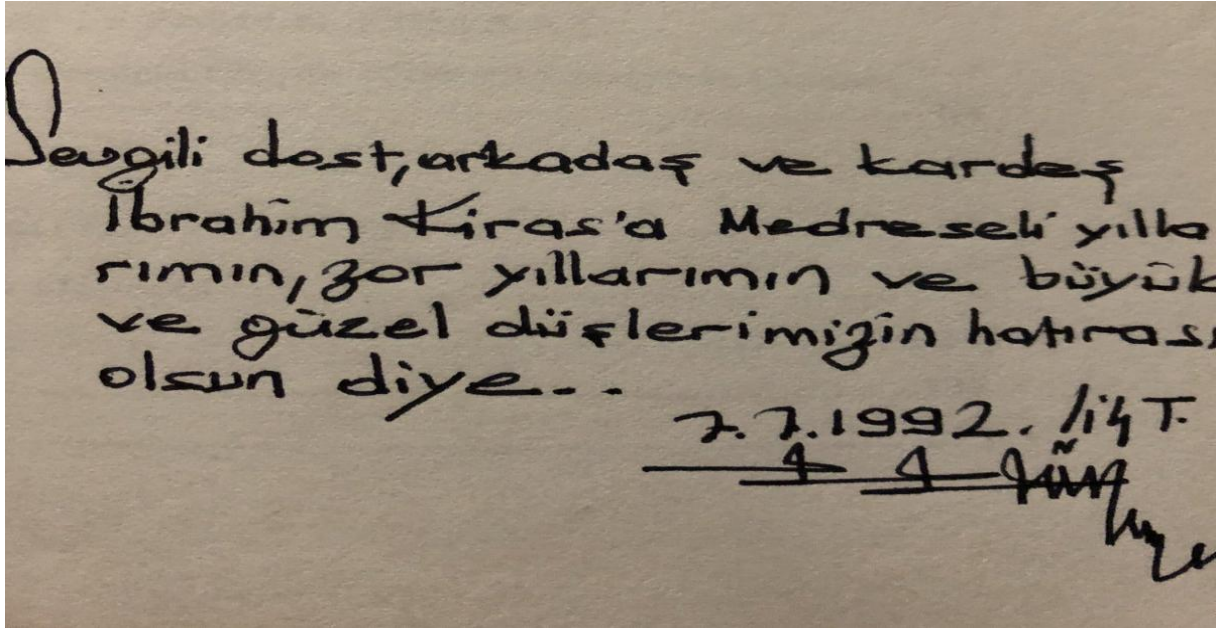 Sevgili dost, arkadaş ve kardeş
İbrahim Kiras'a Medreseli yılla
rımın, zor yıllarımın ve büyük
ve güzel düşlerimizin hatırası
olsun diye...
7.7.1992.